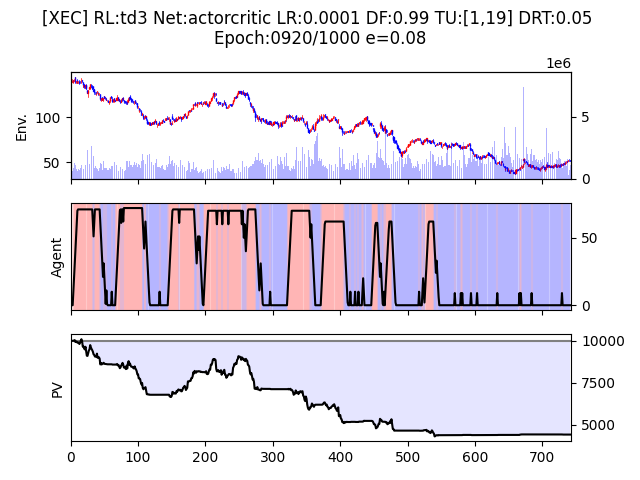 [XEC] RL:td3 Net:actorcritic LR:0.0001 DF:0.99 TU:[1,19] DRT:0.05
Epoch:0920/1000 e=0.08
1e6
Env.
100
50
5
0
Agent
50
0
PV
10000
7500
5000
0 100 200 300 400 500 600 700